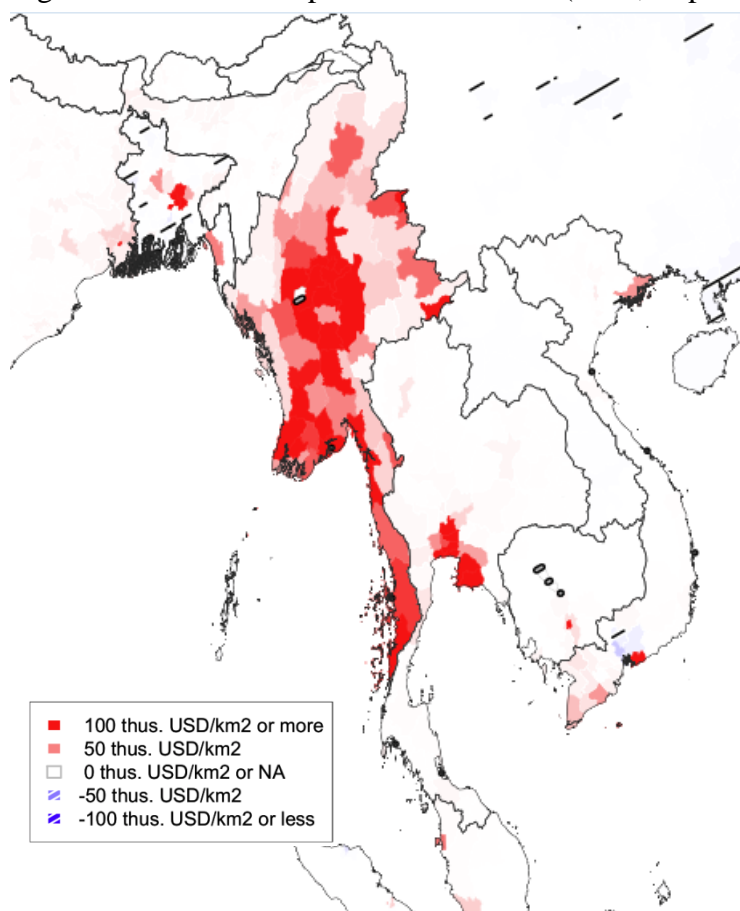 100 thus. USD/km2 or more
50 thus. USD/km2
0 thus. USD/km2 or NA
-50 thus. USD/km2
-100 thus. USD/km2 or less